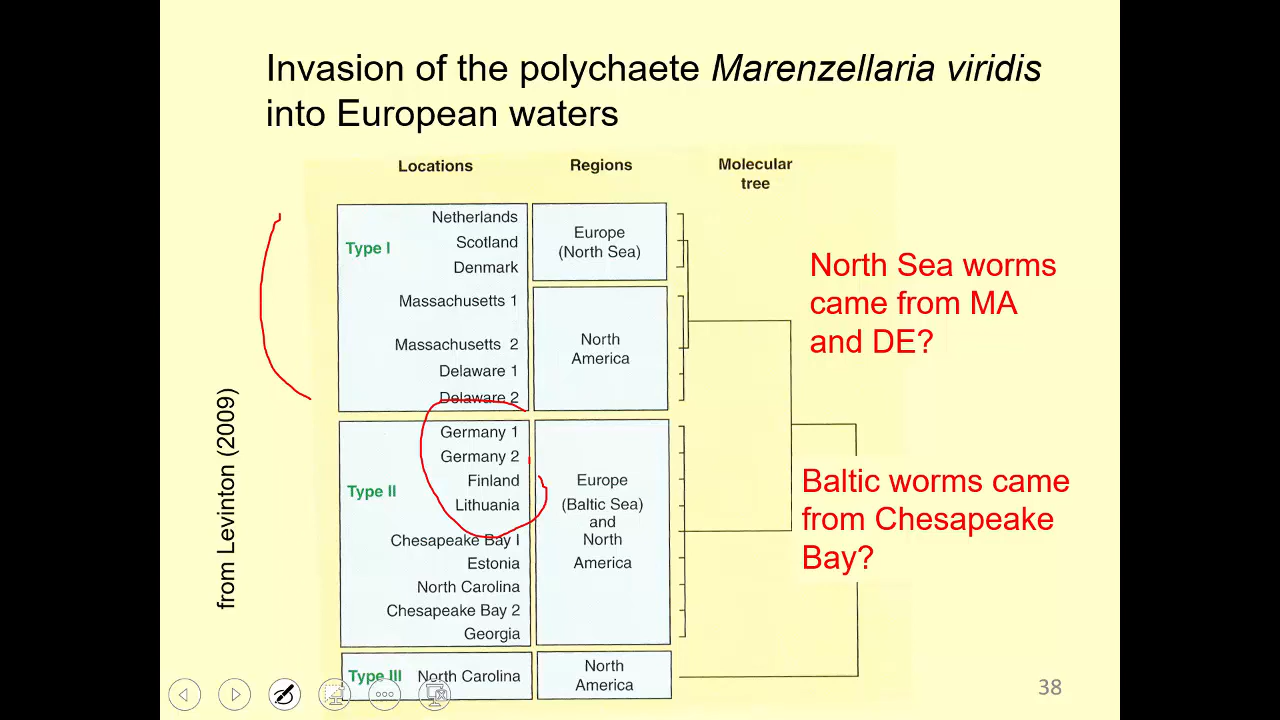 Invasion of the polychaete Marenzellaria viridis
into European waters
Locations
Regions
Molecular
tree
Type I
Netherlands
Scotland
Denmark
Massachusetts 1
Massachusetts 2
Delaware 1
Delaware 2
Europe
(North Sea)
North
America
North Sea worms
came from MA
and DE?
Type II
Germany 1
Germany 2
Finland
Lithuania
Chesapeake Bay I
Estonia
North Carolina
Chesapeake Bay 2
Georgia
Europe
(Baltic Sea)
and
North
America
Baltic worms came
from Chesapeake
Bay?
Type III
North Carolina
North
America
from Levinton (2009)
38